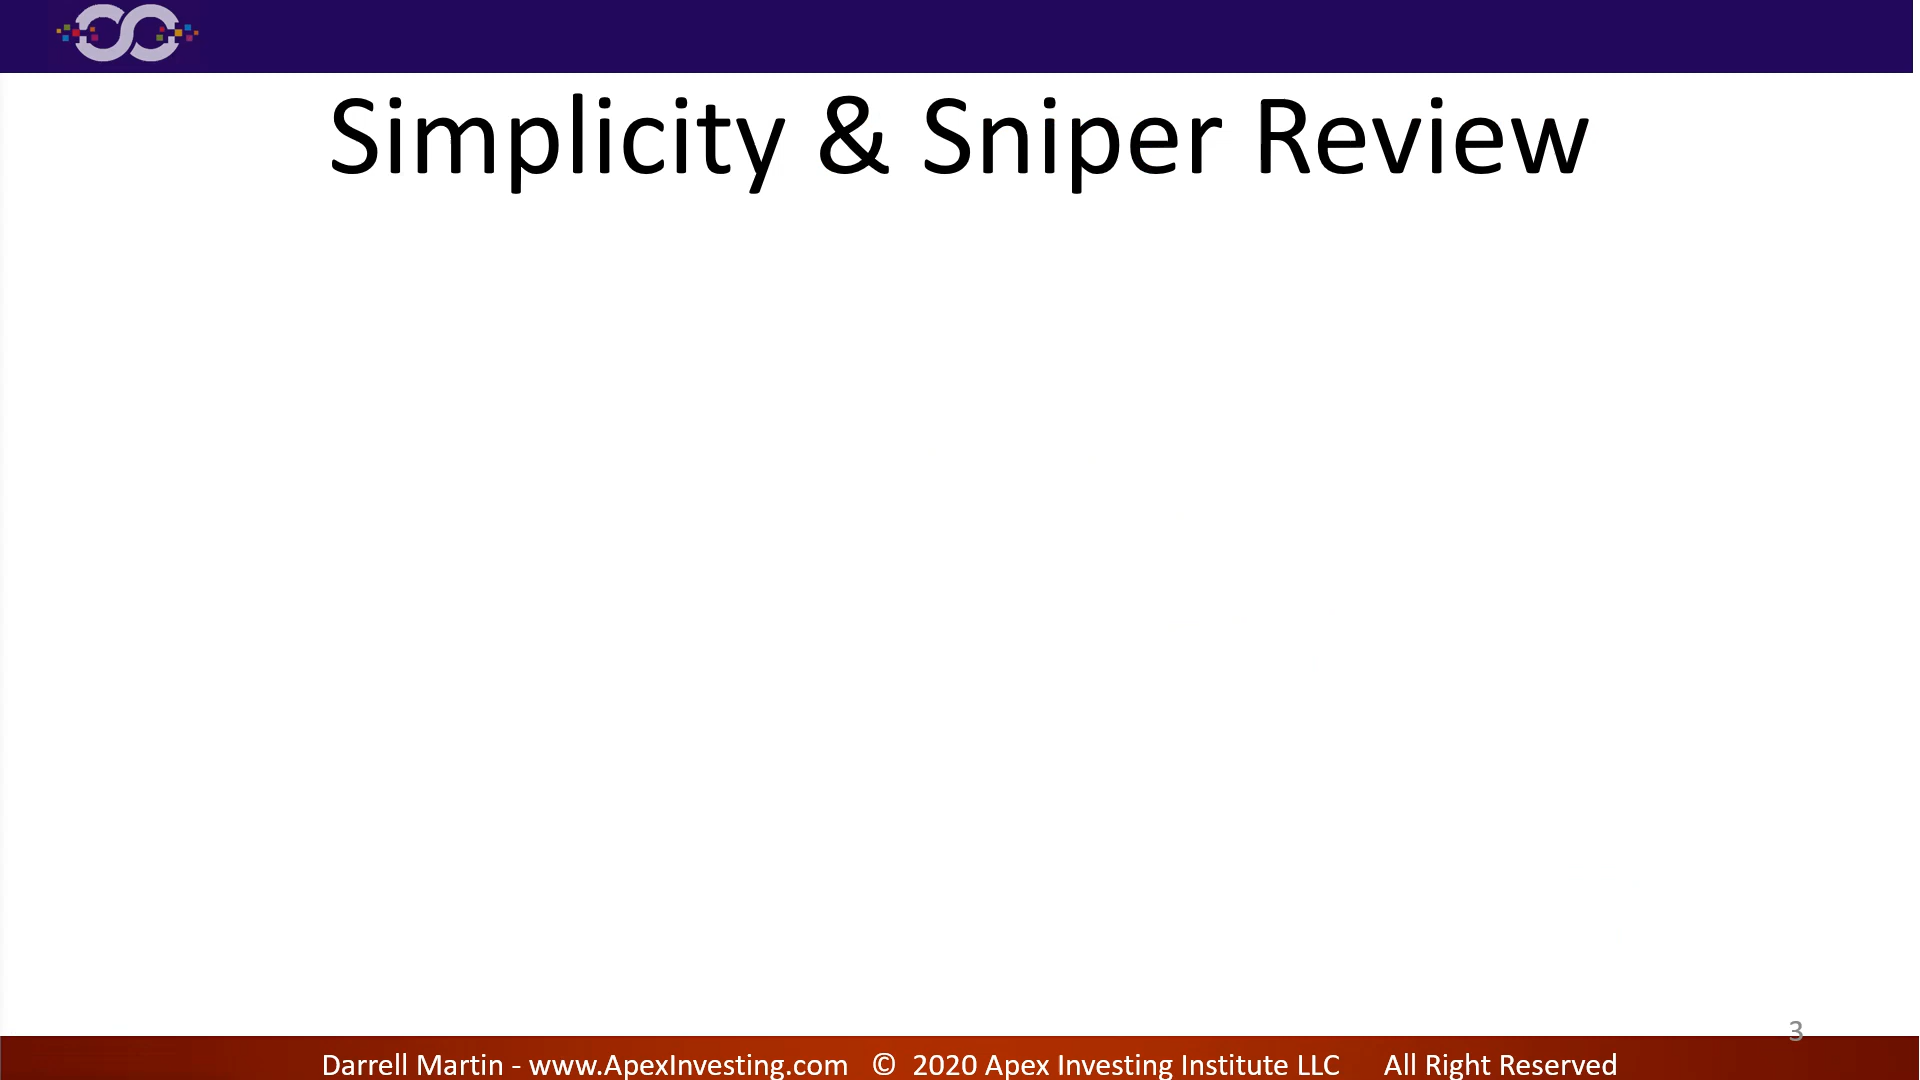 Simplicity & Sniper Review
3
Darrell Martin - www.ApexInvesting.com © 2020 Apex Investing Institute LLC All Right Reserved